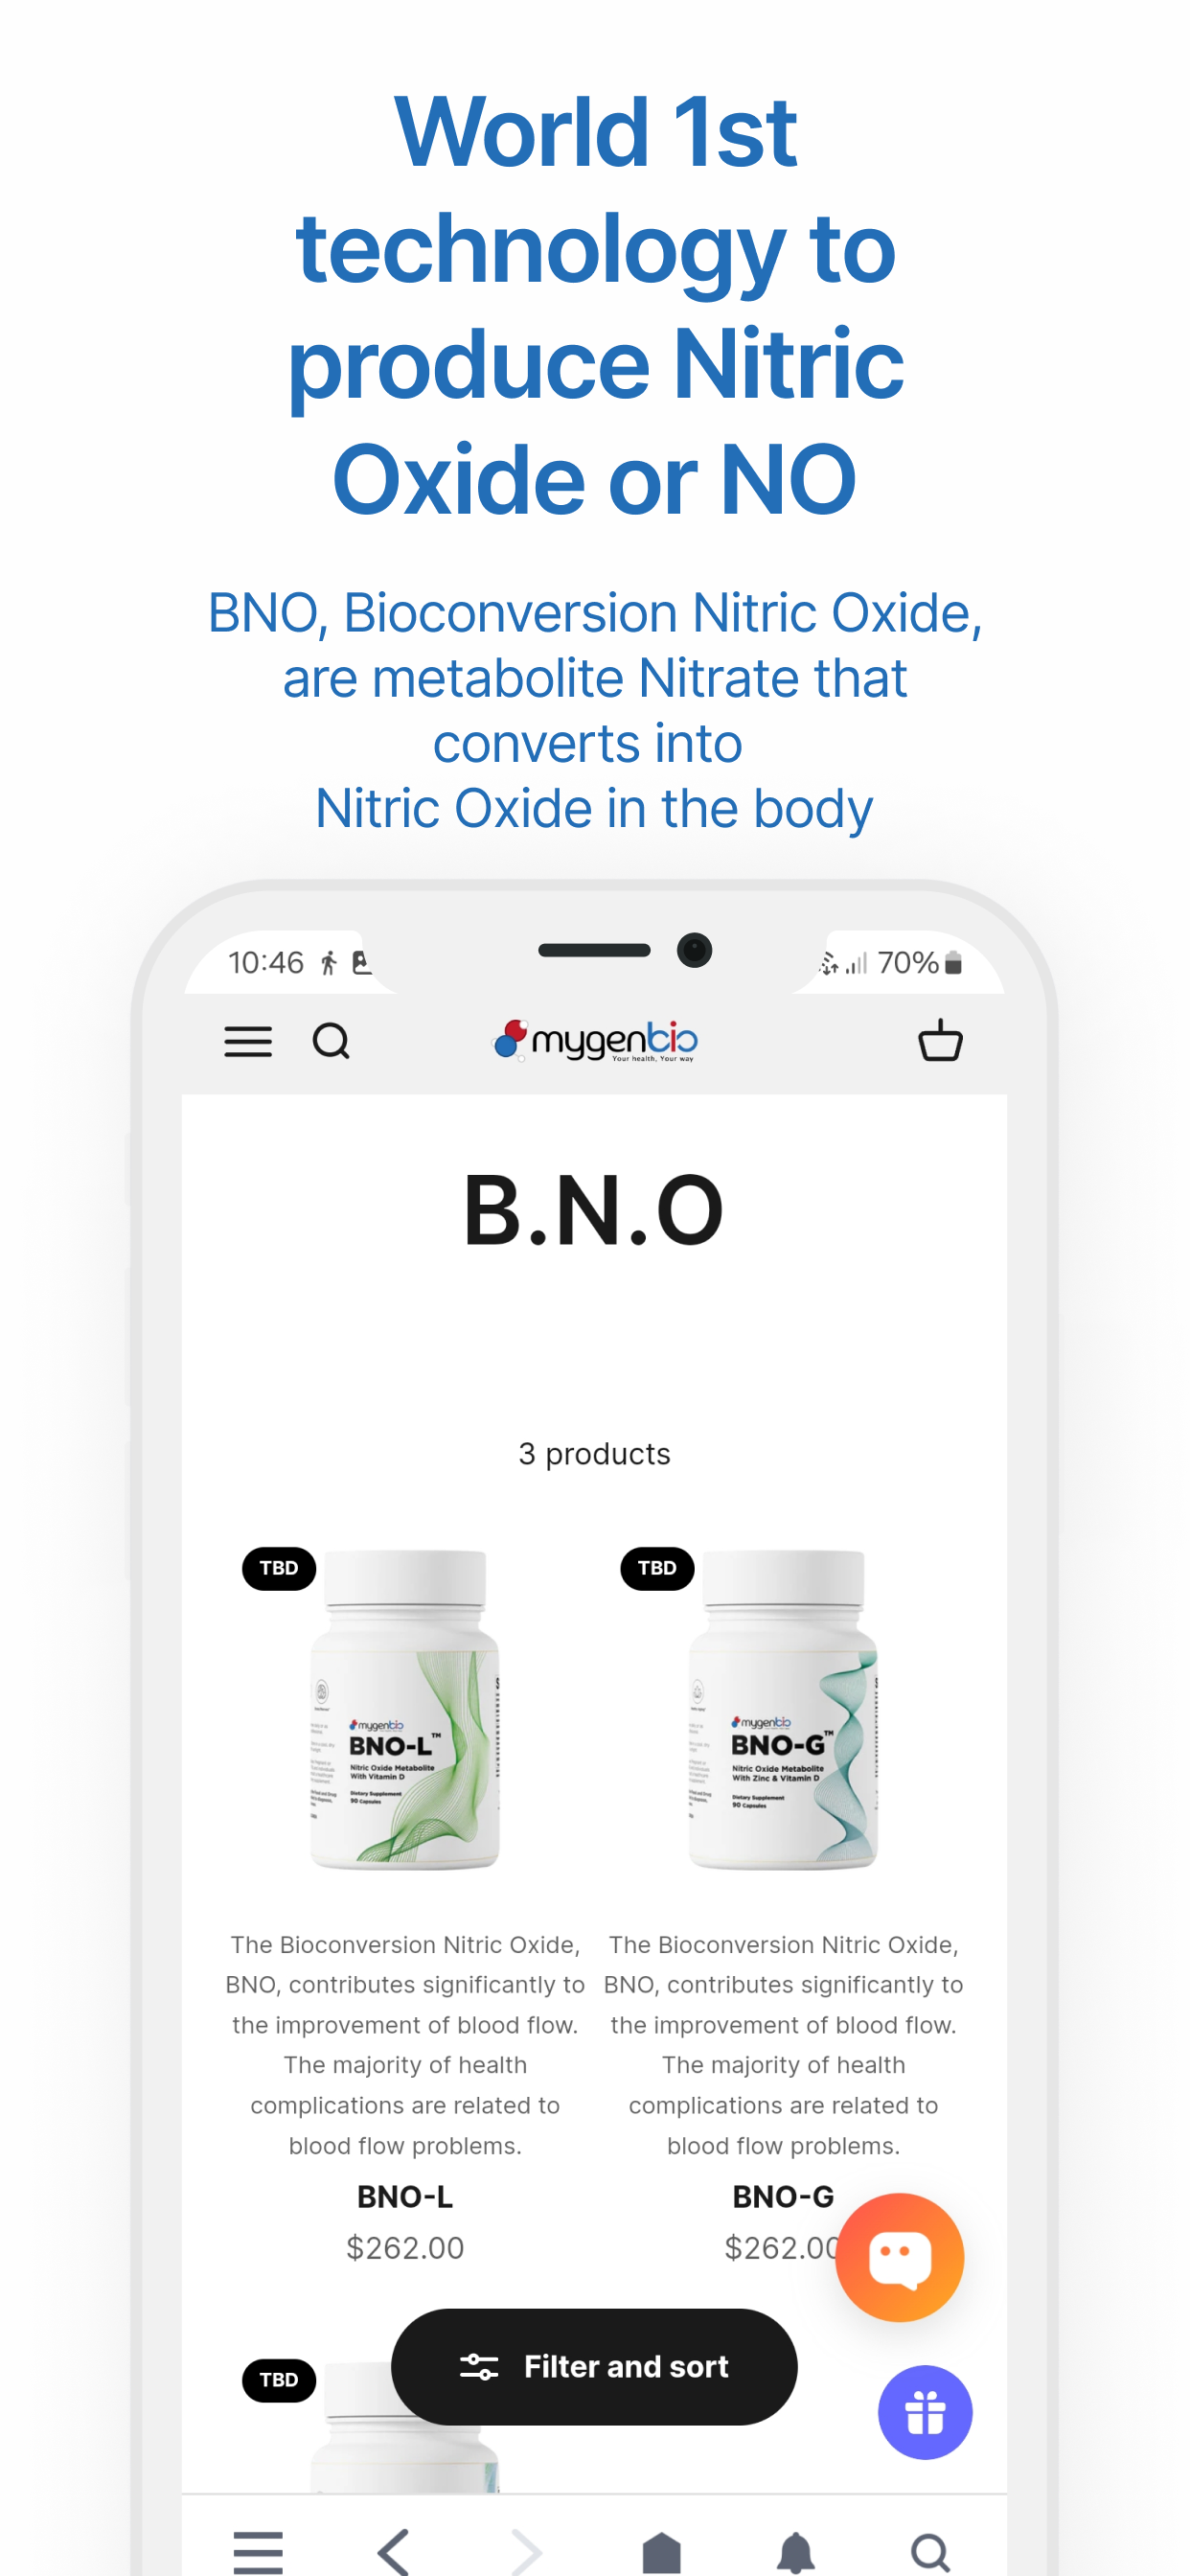 World 1st
technology to
produce Nitric
Oxide or NO
BNO, Bioconversion Nitric Oxide,
are metabolite Nitrate that
converts into
Nitric Oxide in the body
10:46
70%
mygenbio
Your health, Your way
B.N.O
3 products
TBD
mygenbio
BNO-L™
Nitric Oxide Metabolite
With Vitamin D
Dietary Supplement
90 Capsules
The Bioconversion Nitric Oxide,
BNO, contributes significantly to
the improvement of blood flow.
The majority of health
complications are related to
blood flow problems.
BNO-L
$262.00
TBD
mygenbio
BNO-G™
Nitric Oxide Metabolite
With Zinc & Vitamin D
Dietary Supplement
90 Capsules
The Bioconversion Nitric Oxide,
BNO, contributes significantly to
the improvement of blood flow.
The majority of health
complications are related to
blood flow problems.
BNO-G
$262.00
TBD
Filter and sort